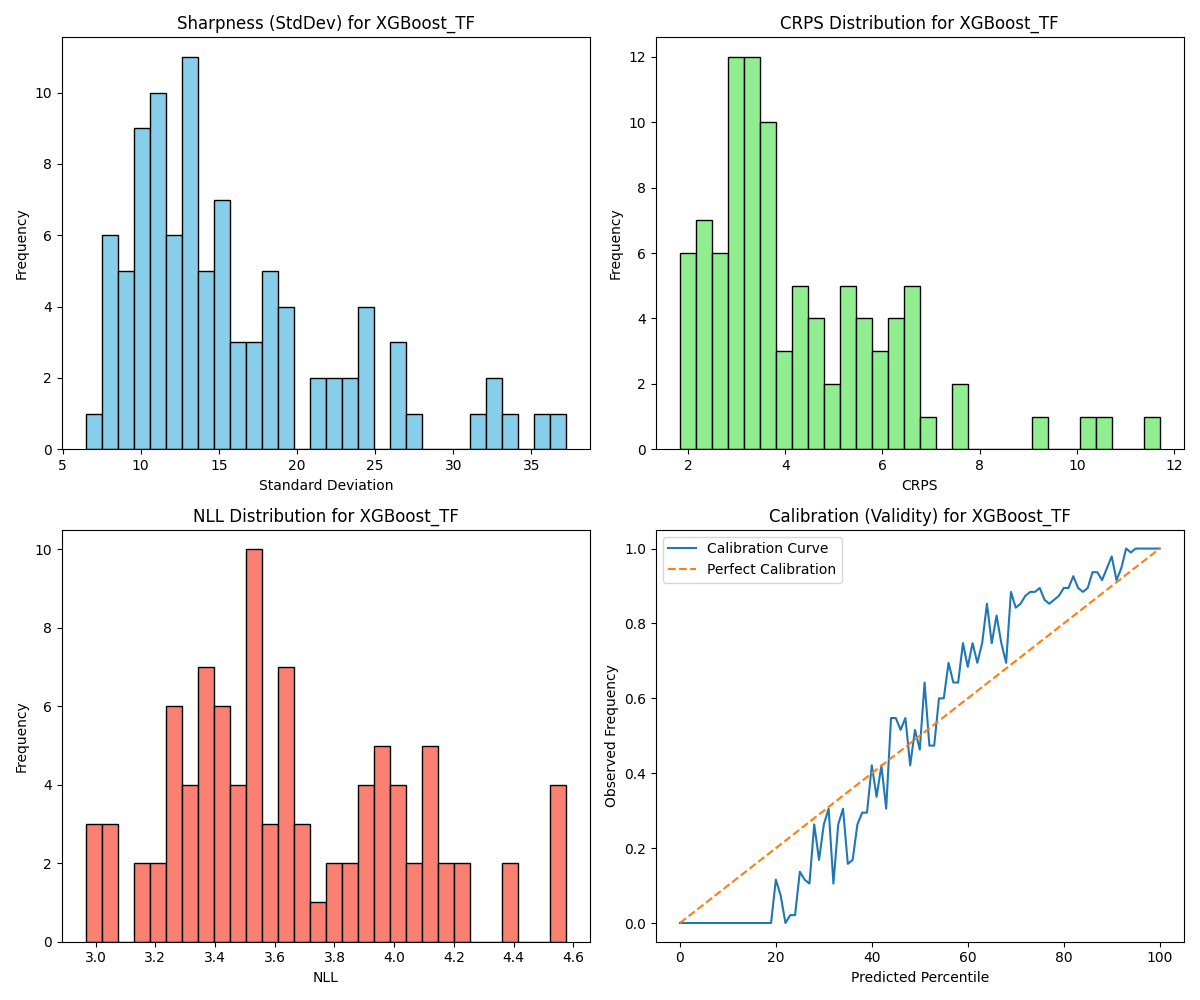 Sharpness (StdDev) for XGBoost_TF
Frequency
10
8
6
4
2
0
5 10 15 20 25 30 35
Standard Deviation
CRPS Distribution for XGBoost_TF
Frequency
12
10
8
6
4
2
0
2 4 6 8 10 12
CRPS
NLL Distribution for XGBoost_TF
Frequency
10
8
6
4
2
0
3.0 3.2 3.4 3.6 3.8 4.0 4.2 4.4 4.6
NLL
Calibration (Validity) for XGBoost_TF
Calibration Curve
Perfect Calibration
Observed Frequency
1.0
0.8
0.6
0.4
0.2
0.0
0 20 40 60 80 100
Predicted Percentile